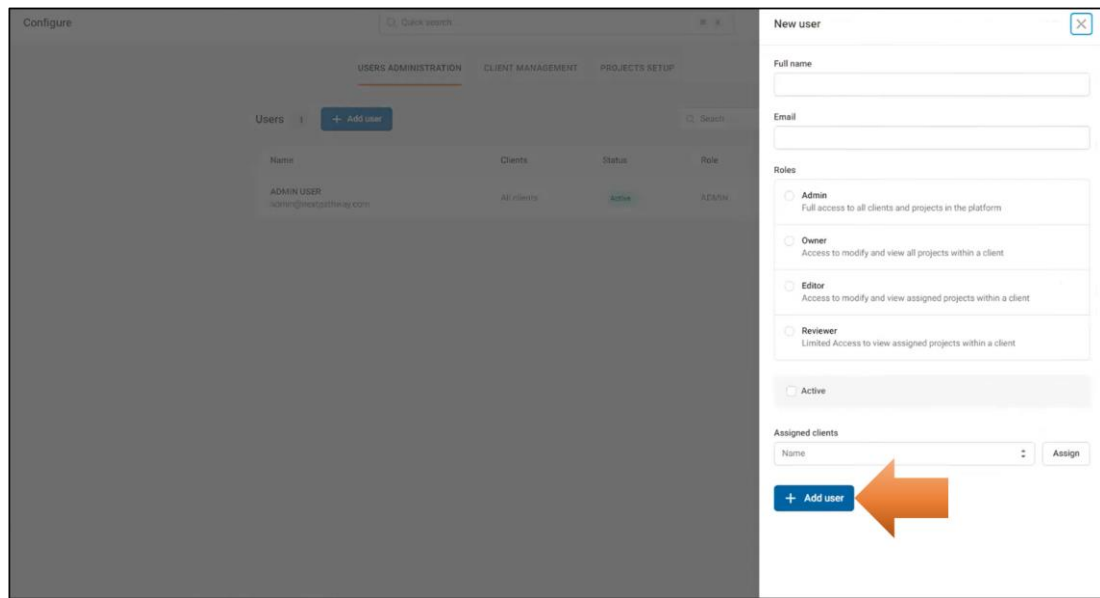 Configure
Quick search
⌘ K
USERS ADMINISTRATION CLIENT MANAGEMENT PROJECTS SETUP
Users 1 + Add user
Search
Name Clients Status Role
ADMIN USER
All clients Active ADMIN
New user
Full name
Email
Roles
Admin
Full access to all clients and projects in the platform
Owner
Access to modify and view all projects within a client
Editor
Access to modify and view assigned projects within a client
Reviewer
Limited Access to view assigned projects within a client
Active
Assigned clients
Name
Assign
+ Add user